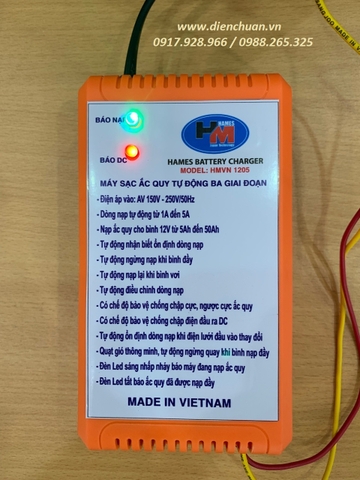 www.dienchuan.vn
0917.928.966 / 0988.265.325
BÁO NẠP
HAMES
HM
BÁO DC
HAMES BATTERY CHARGER
MODEL: HMVN 1205
MÁY SẠC ẮC QUY TỰ ĐỘNG BA GIAI ĐOẠN
- Điện áp vào: AV 150V - 250V/50Hz
- Dòng nạp tự động từ 1A đến 5A
- Nạp ắc quy cho bình 12V từ 5Ah đến 50Ah
- Tự động nhận biết ổn định dòng nạp
- Tự động ngừng nạp khi bình đầy
- Tự động nạp lại khi bình vơi
- Tự động điều chỉnh dòng nạp
- Có chế độ bảo vệ chống chập cực, ngược cực ắc quy
- Có chế độ bảo vệ chống chập điện đầu ra DC
- Tự động ổn định dòng nạp khi điện lưới đầu vào thay đổi
- Quạt gió thông minh, tự động ngừng quay khi bình nạp đầy
- Đèn Led sáng nhấp nháy báo máy đang nạp ắc quy
- Đèn Led tắt báo ắc quy đã được nạp đầy
MADE IN VIETNAM